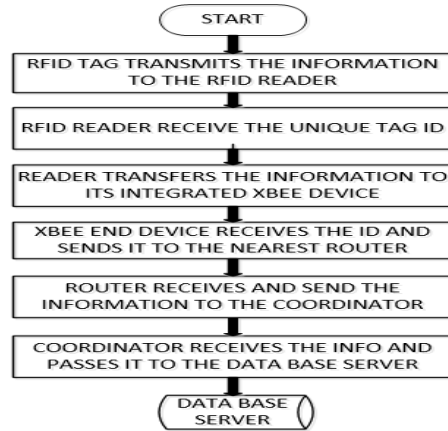 START
RFID TAG TRANSMITS THE INFORMATION
TO THE RFID READER
RFID READER RECEIVE THE UNIQUE TAG ID
READER TRANSFERS THE INFORMATION TO
ITS INTEGRATED XBEE DEVICE
XBEE END DEVICE RECEIVES THE ID AND
SENDS IT TO THE NEAREST ROUTER
ROUTER RECEIVES AND SEND THE
INFORMATION TO THE COORDINATOR
COORDINATOR RECEIVES THE INFO AND
PASSES IT TO THE DATA BASE SERVER
DATA BASE
SERVER